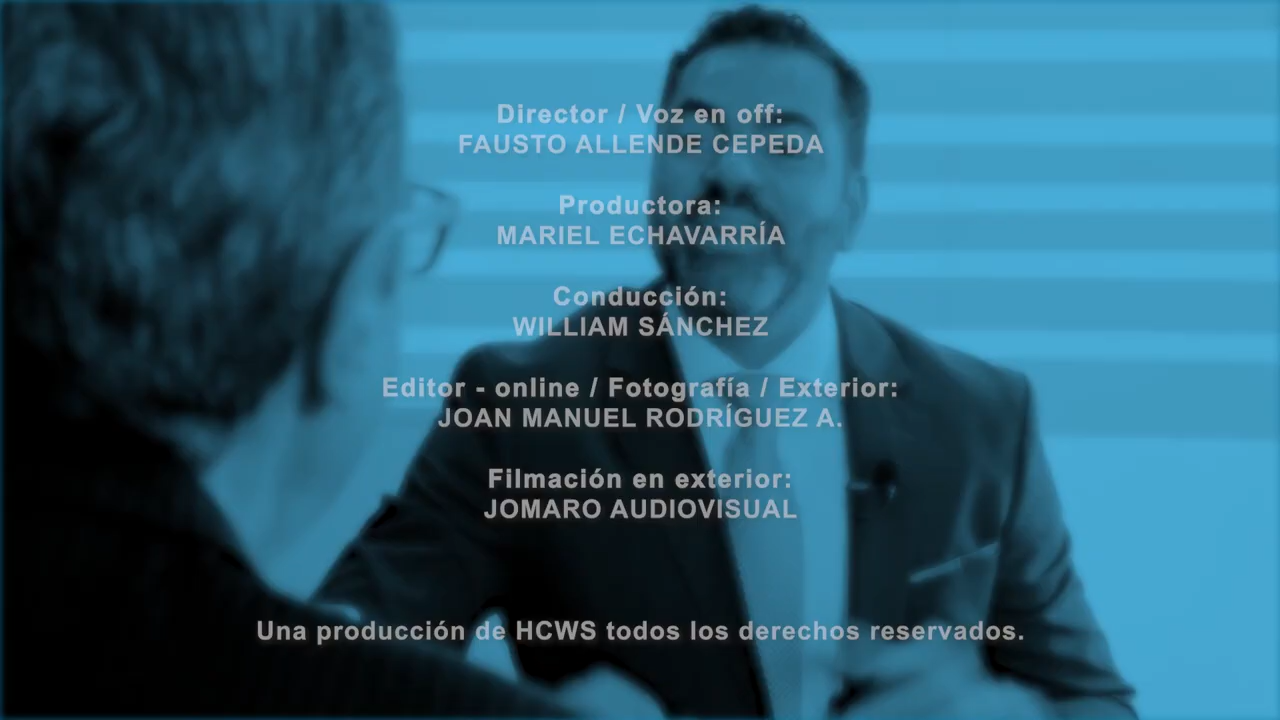 Director / Voz en off:
FAUSTO ALLENDE CEPEDA
Productora:
MARIEL ECHAVARRÍA
Conducción:
WILLIAM SÁNCHEZ
Editor - online / Fotografía / Exterior:
JOAN MANUEL RODRÍGUEZ A.
Filmación en exterior:
JOMARO AUDIOVISUAL
Una producción de HCWS todos los derechos reservados.